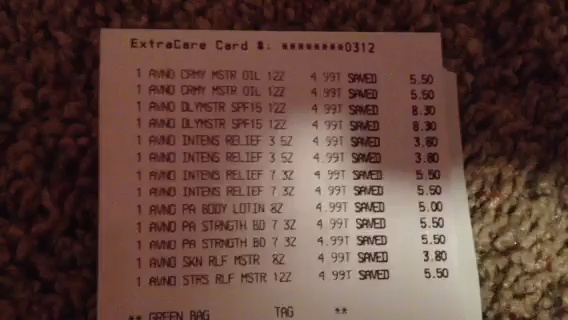 ExtraCare Card #: ********0312
1 AVNO CRMY MSTR OIL 12Z 4.99T SAVED 5.50
1 AVNO CRMY MSTR OIL 12Z 4.99T SAVED 5.50
1 AVNO DLYMSTR SPF15 12Z 4.99T SAVED 8.30
1 AVNO DLYMSTR SPF15 12Z 4.99T SAVED 8.30
1 AVNO INTENS RELIEF 3 5Z 4.99T SAVED 3.80
1 AVNO INTENS RELIEF 3 5Z 4.99T SAVED 3.80
1 AVNO INTENS RELIEF 7 3Z 4.99T SAVED 5.50
1 AVNO INTENS RELIEF 7 3Z 4.99T SAVED 5.50
1 AVNO PA BODY LOTIN 8Z 4.99T SAVED 5.00
1 AVNO PA STRNGTH BD 7 3Z 4.99T SAVED 5.50
1 AVNO PA STRNGTH BD 7 3Z 4.99T SAVED 5.50
1 AVNO SKN RLF MSTR 8Z 4.99T SAVED 3.80
1 AVNO STRS RLF MSTR 12Z 4.99T SAVED 5.50
** GREEN BAG TAG **